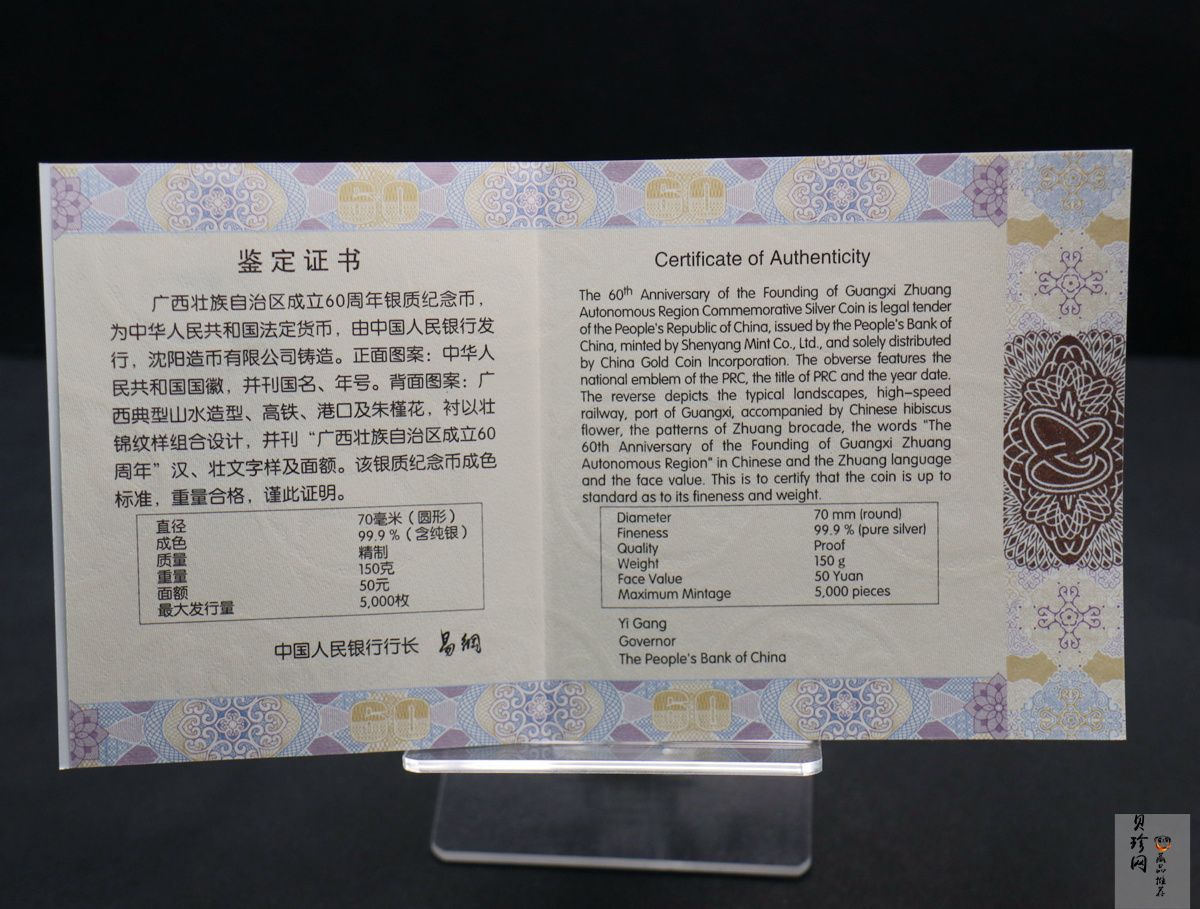 60 60
鉴定证书
广西壮族自治区成立60周年银质纪念币，
为中华人民共和国法定货币，由中国人民银行发
行，沈阳造币有限公司铸造。正面图案：中华人
民共和国国徽，并刊国名、年号。背面图案：广
西典型山水造型、高铁、港口及朱槿花，衬以壮
锦纹样组合设计，并刊“广西壮族自治区成立60
周年”汉、壮文字样及面额。该银质纪念币成色
标准，重量合格，谨此证明。
直径 70毫米（圆形）
成色 99.9％（含纯银）
质量 精制
重量 150克
面额 50元
最大发行量 5,000枚
中国人民银行行长 易纲
Certificate of Authenticity
The 60th Anniversary of the Founding of Guangxi Zhuang
Autonomous Region Commemorative Silver Coin is legal tender
of the People's Republic of China, issued by the People's Bank of
China, minted by Shenyang Mint Co., Ltd., and solely distributed
by China Gold Coin Incorporation. The obverse features the
national emblem of the PRC, the title of PRC and the year date.
The reverse depicts the typical landscapes, high-speed
railway, port of Guangxi, accompanied by Chinese hibiscus
flower, the patterns of Zhuang brocade, the words "The
60th Anniversary of the Founding of Guangxi Zhuang
Autonomous Region" in Chinese and the Zhuang language
and the face value. This is to certify that the coin is up to
standard as to its fineness and weight.
Diameter 70 mm (round)
Fineness 99.9 % (pure silver)
Quality Proof
Weight 150 g
Face Value 50 Yuan
Maximum Mintage 5,000 pieces
Yi Gang
Governor
The People's Bank of China
60 60
贝珍网
藏品推荐